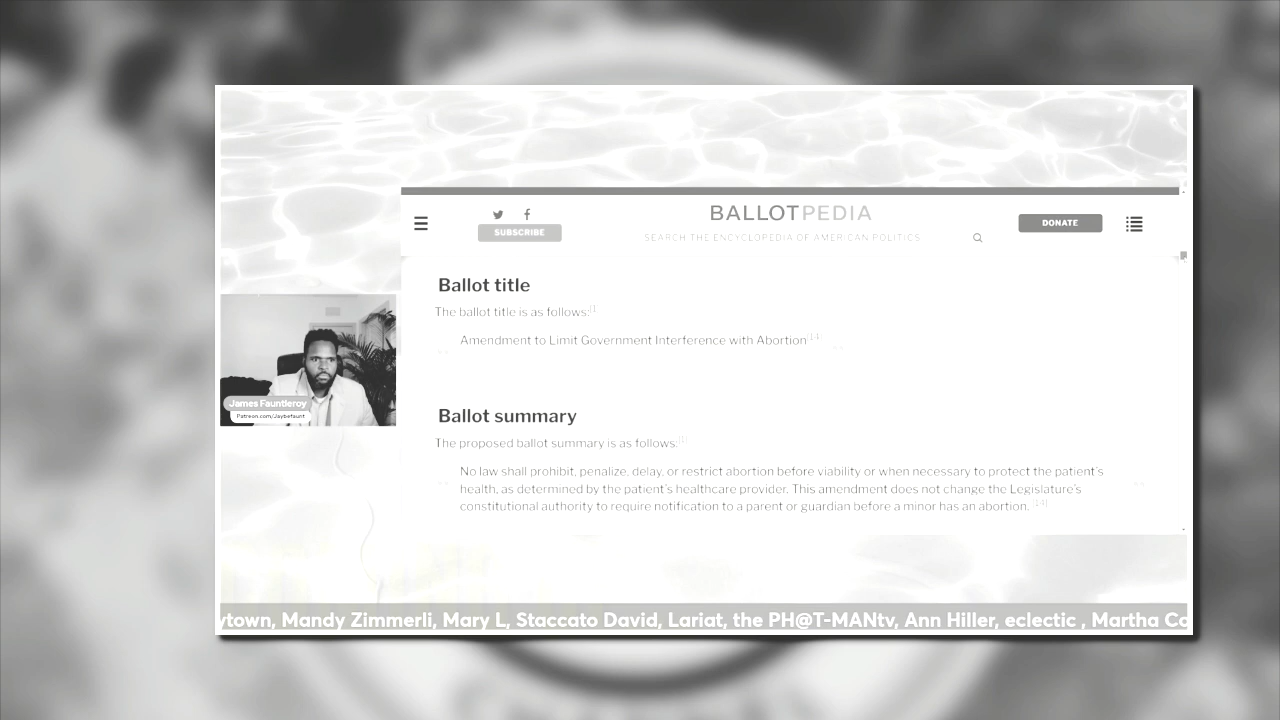 BALLOTPEDIA
SUBSCRIBE
SEARCH THE ENCYCLOPEDIA OF AMERICAN POLITICS
DONATE
Ballot title
The ballot title is as follows:
Amendment to Limit Government Interference with Abortion
Ballot summary
The proposed ballot summary is as follows:
No law shall prohibit, penalize, delay, or restrict abortion before viability or when necessary to protect the patient's
health, as determined by the patient's healthcare provider. This amendment does not change the Legislature's
constitutional authority to require notification to a parent or guardian before a minor has an abortion.
James Fauntleroy
Patreon.com/Jaybefaunt
ytown, Mandy Zimmerli, Mary L, Staccato David, Lariat, the PH@T-MANtv, Ann Hiller, eclectic , Martha Co